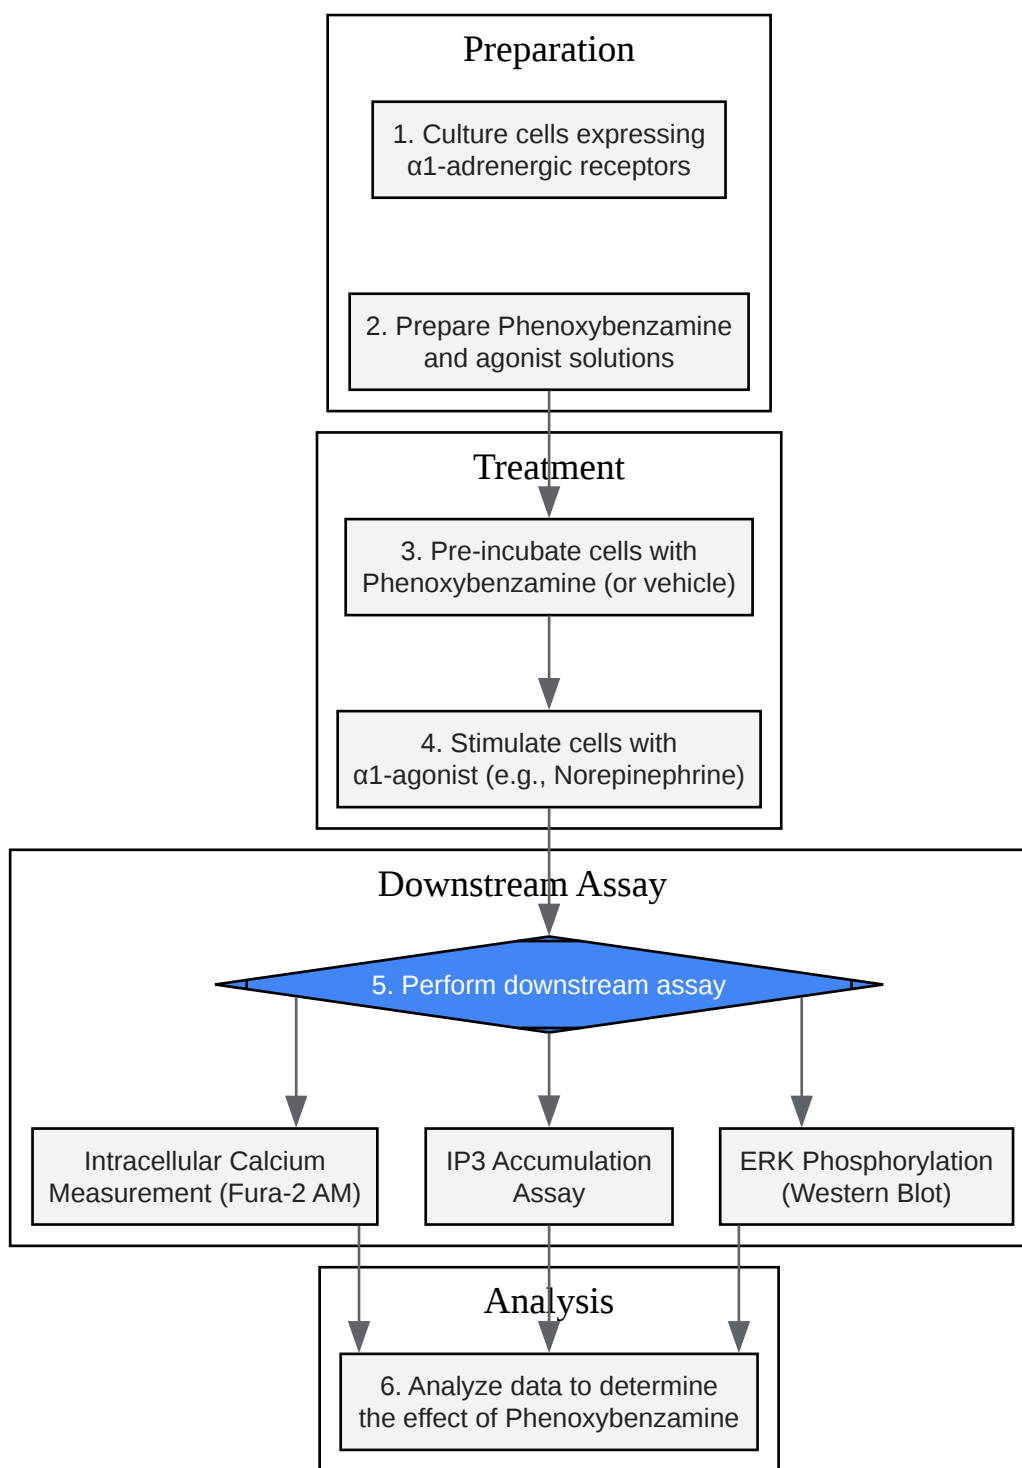 Preparation
1. Culture cells expressing
α1-adrenergic receptors
2. Prepare Phenoxybenzamine
and agonist solutions
Treatment
3. Pre-incubate cells with
Phenoxybenzamine (or vehicle)
4. Stimulate cells with
α1-agonist (e.g., Norepinephrine)
Downstream Assay
5. Perform downstream assay
Intracellular Calcium
Measurement (Fura-2 AM)
IP3 Accumulation
Assay
ERK Phosphorylation
(Western Blot)
Analysis
6. Analyze data to determine
the effect of Phenoxybenzamine